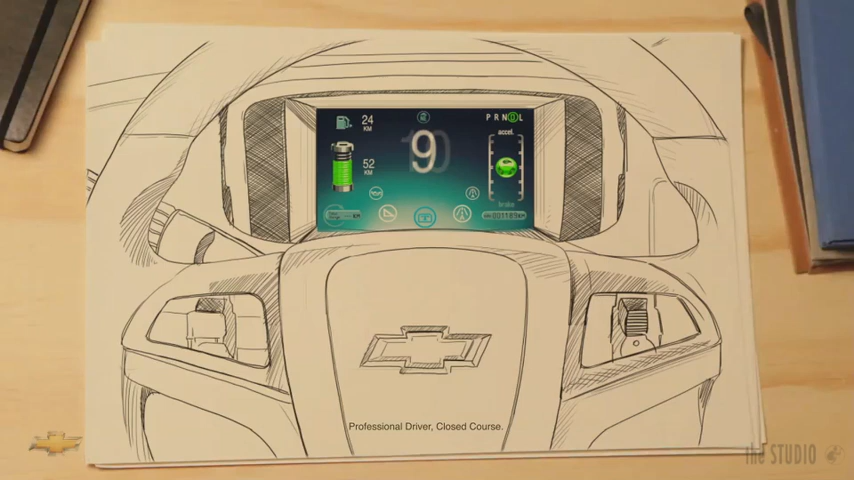 24
KM
P R N D L
accel.
9
52
KM
brake
Professional Driver, Closed Course.
the STUDIO